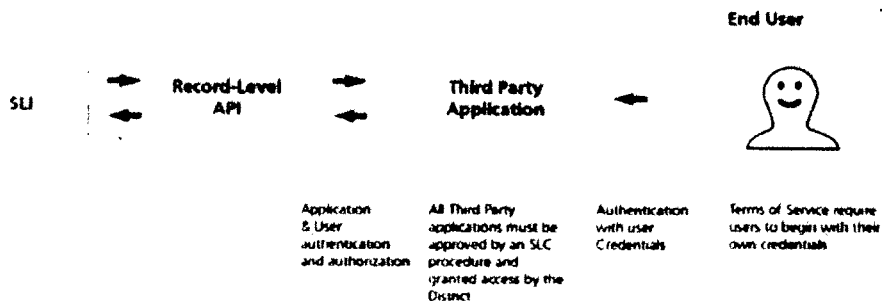 End User
SLI
Record-Level
API
Third Party
Application
Application
& User
authentication
and authorization
All Third Party
applications must be
approved by an SLC
procedure and
granted access by the
District
Authentication
with user
Credentials
Terms of Service require
users to begin with their
own credentials